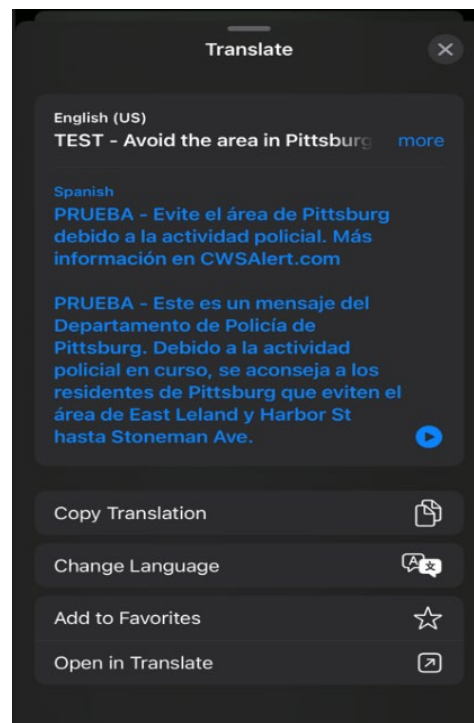 Translate
English (US)
TEST - Avoid the area in Pittsburg more
Spanish
PRUEBA - Evite el área de Pittsburg
debido a la actividad policial. Más
información en CWSAlert.com
PRUEBA - Este es un mensaje del
Departamento de Policía de
Pittsburg. Debido a la actividad
policial en curso, se aconseja a los
residentes de Pittsburg que eviten el
área de East Leland y Harbor St
hasta Stoneman Ave.
Copy Translation
Change Language
Add to Favorites
Open in Translate